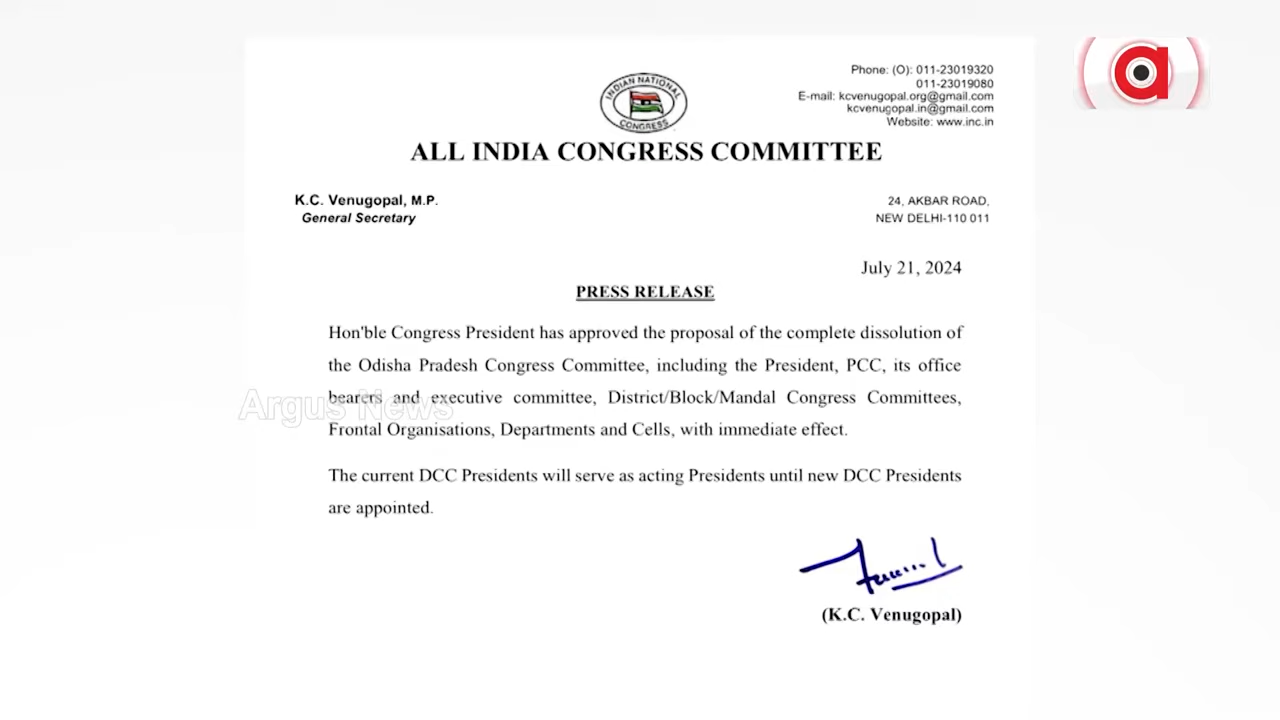 Phone: (O): 011-23019320
011-23019080
E-mail: kcvenugopal.org@gmail.com
kcvenugopal.in@gmail.com
Website: www.inc.in
INDIAN NATIONAL
CONGRESS
a
ALL INDIA CONGRESS COMMITTEE
K.C. Venugopal, M.P.
General Secretary
24, AKBAR ROAD,
NEW DELHI-110 011
July 21, 2024
PRESS RELEASE
Hon'ble Congress President has approved the proposal of the complete dissolution of
the Odisha Pradesh Congress Committee, including the President, PCC, its office
bearers and executive committee, District/Block/Mandal Congress Committees,
Argus News
Frontal Organisations, Departments and Cells, with immediate effect.
The current DCC Presidents will serve as acting Presidents until new DCC Presidents
are appointed.
(K.C. Venugopal)